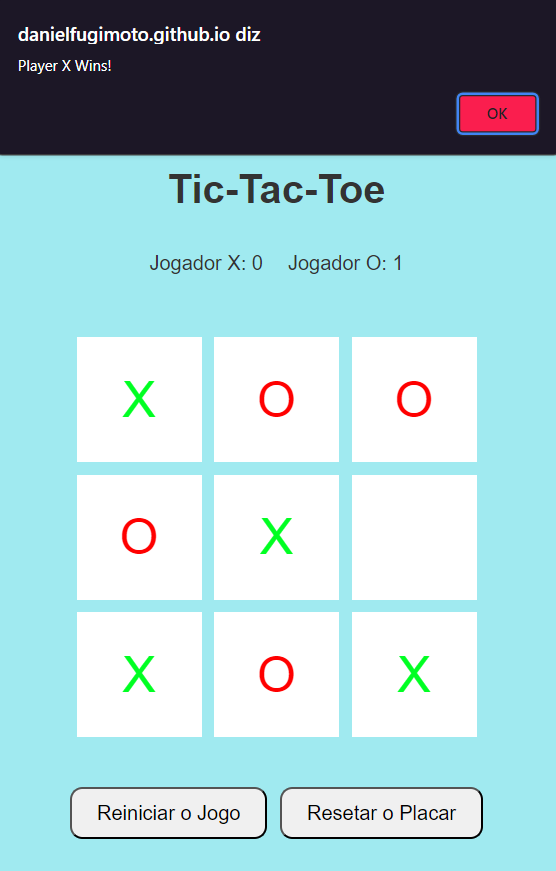 danielfugimoto.github.io diz
Player X Wins!
OK
Tic-Tac-Toe
Jogador X: 0 Jogador O: 1
X O O
O X
X O X
Reiniciar o Jogo Resetar o Placar